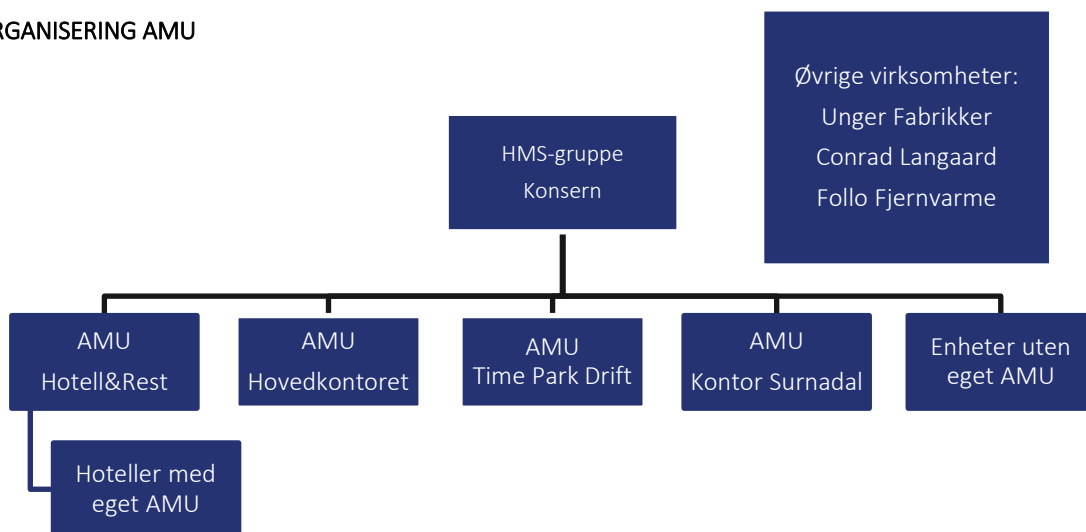 RGANISERING AMU
Øvrige virksomheter:
Unger Fabrikker
Conrad Langaard
Follo Fjernvarme
HMS-gruppe
Konsern
AMU
Hotell&Rest
AMU
Hovedkontoret
AMU
Time Park Drift
AMU
Kontor Surnadal
Enheter uten
eget AMU
Hoteller med
eget AMU